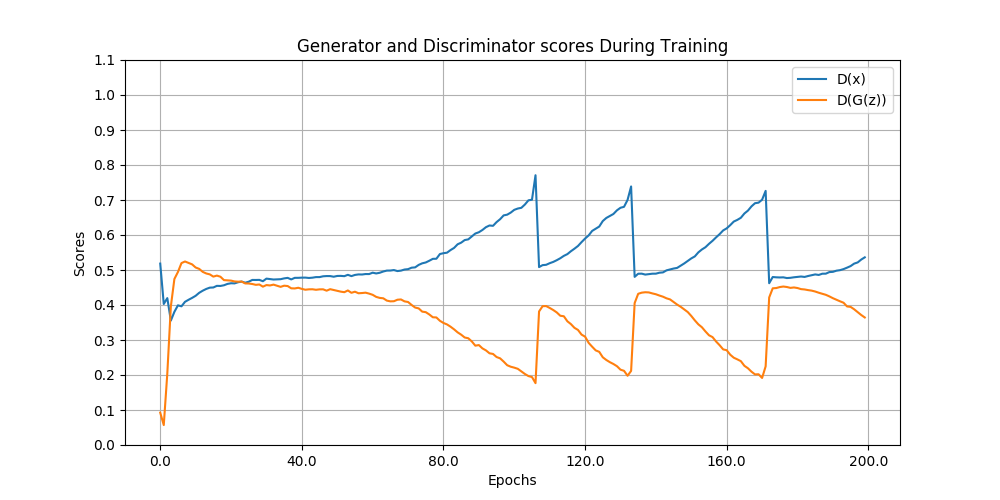 Generator and Discriminator scores During Training
1.1
1.0
0.9
0.8
0.7
0.6
0.5
0.4
0.3
0.2
0.1
0.0
Scores
D(x)
D(G(z))
0.0 40.0 80.0 120.0 160.0 200.0
Epochs